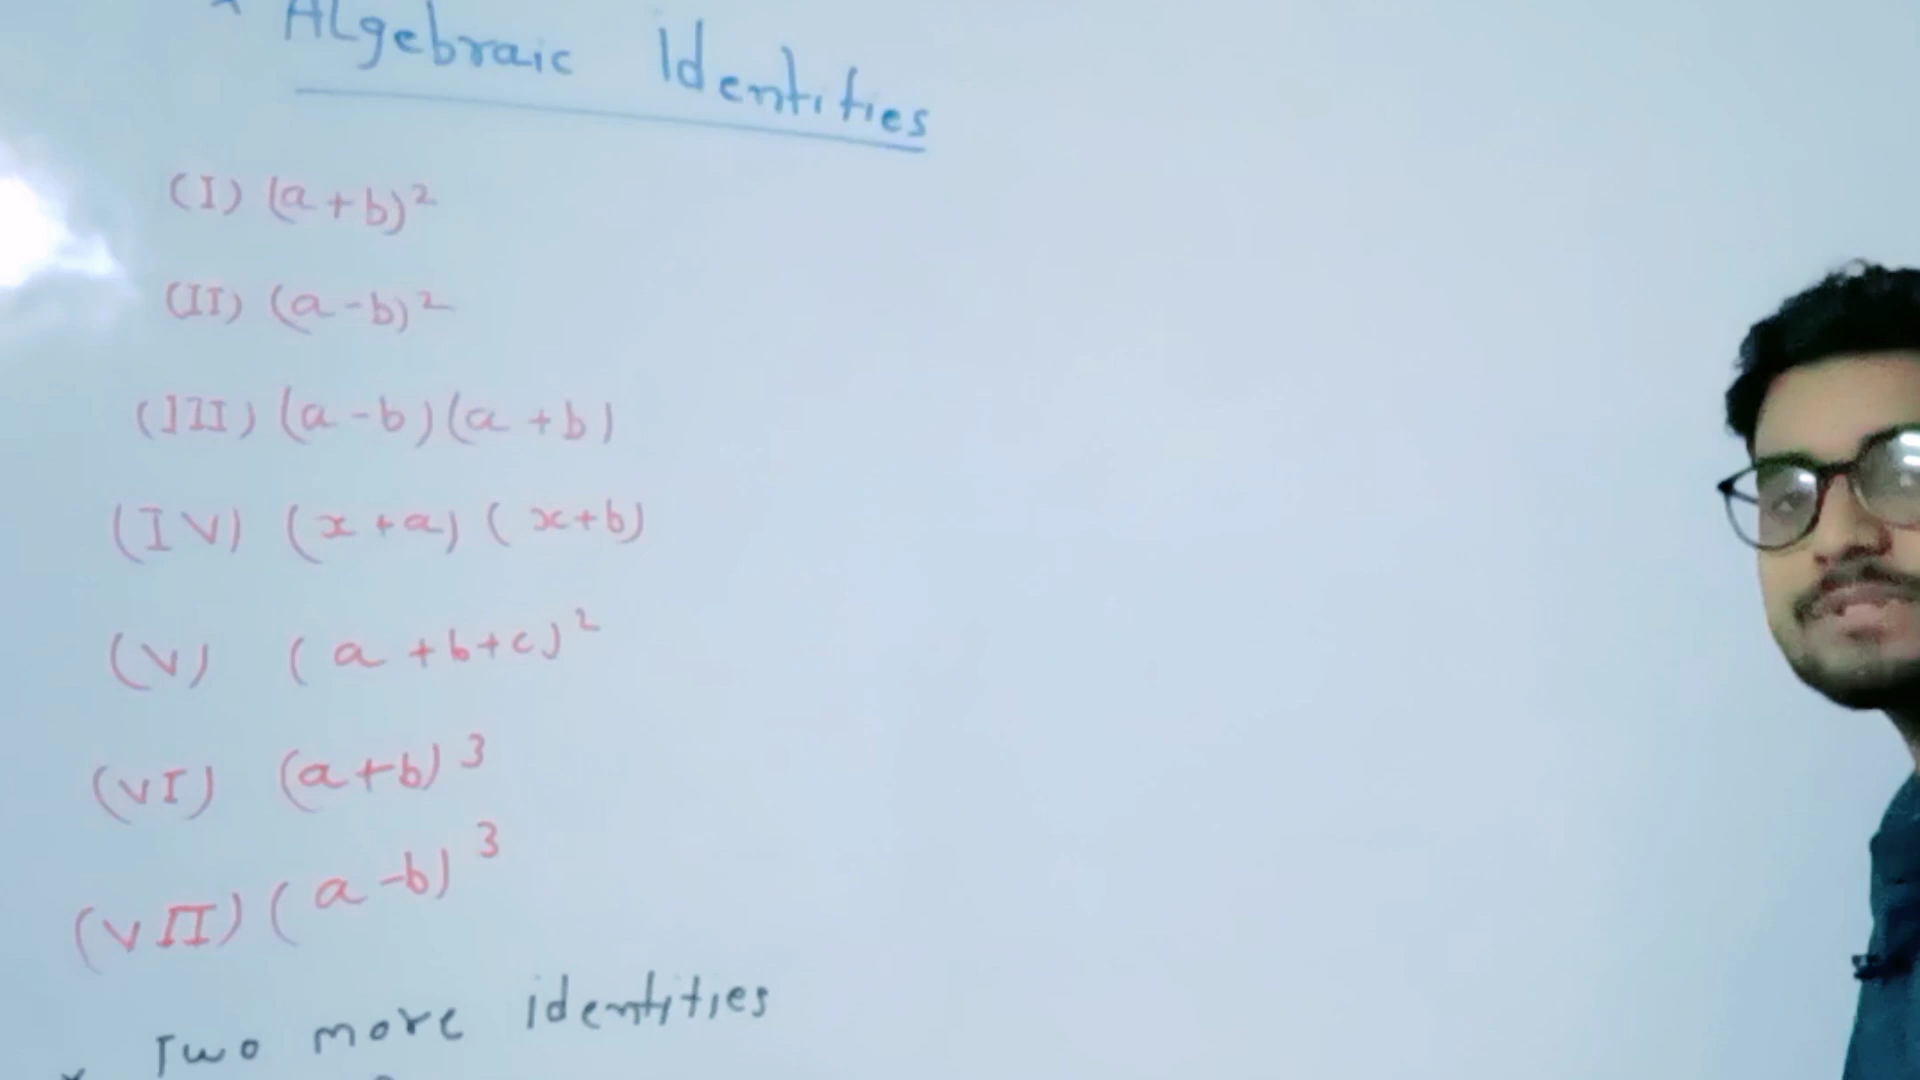 * Algebraic Identities
(I) (a+b)²
(II) (a-b)²
(III) (a-b)(a+b)
(IV) (x+a)(x+b)
(V) (a+b+c)²
(VI) (a+b)³
(VII) (a-b)³
* Two more identities